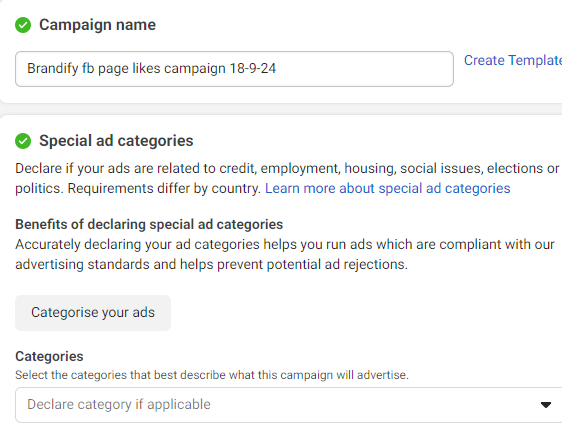 Campaign name
Brandify fb page likes campaign 18-9-24
Create Template
Special ad categories
Declare if your ads are related to credit, employment, housing, social issues, elections or
politics. Requirements differ by country. Learn more about special ad categories
Benefits of declaring special ad categories
Accurately declaring your ad categories helps you run ads which are compliant with our
advertising standards and helps prevent potential ad rejections.
Categorise your ads
Categories
Select the categories that best describe what this campaign will advertise.
Declare category if applicable